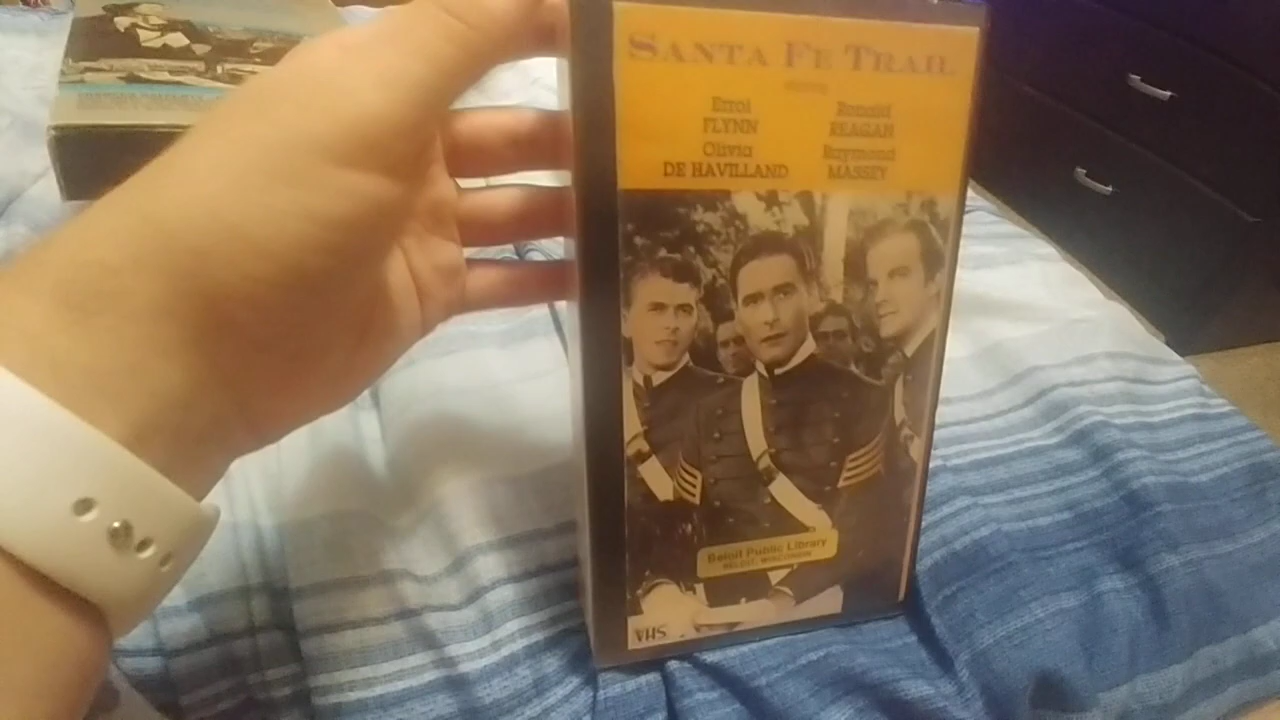 SANTA FE TRAIL
Errol
FLYNN
Ronald
REAGAN
Olivia
DE HAVILLAND
Raymond
MASSEY
Beloit Public Library
BELOIT, WISCONSIN
VHS